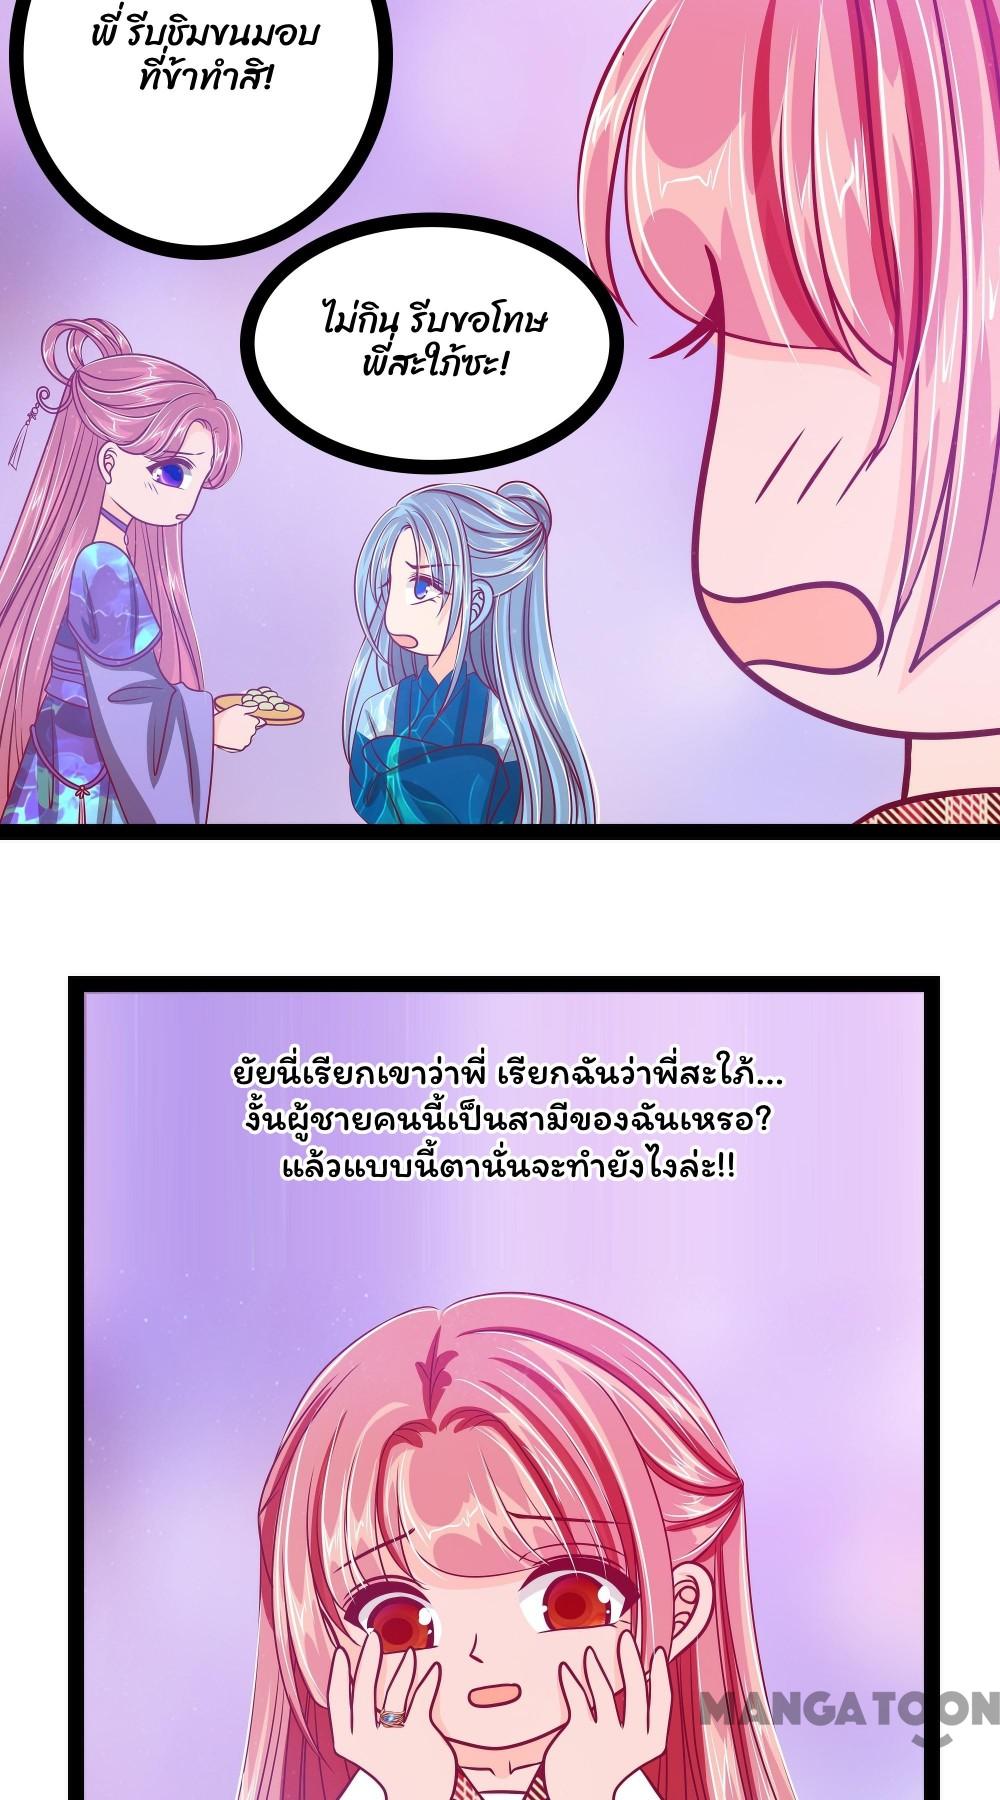 พี่ รีบชิมขนมอบ
ที่ข้าทำสิ!
ไม่กิน รีบขอโทษ
พี่สะใภ้ซะ!
ยัยนี่เรียกเขาว่าพี่ เรียกฉันว่าพี่สะใภ้...
งั้นผู้ชายคนนี้เป็นสามีของฉันเหรอ?
แล้วแบบนี้ตานั่นจะทำยังไงล่ะ!!
MANGATOON